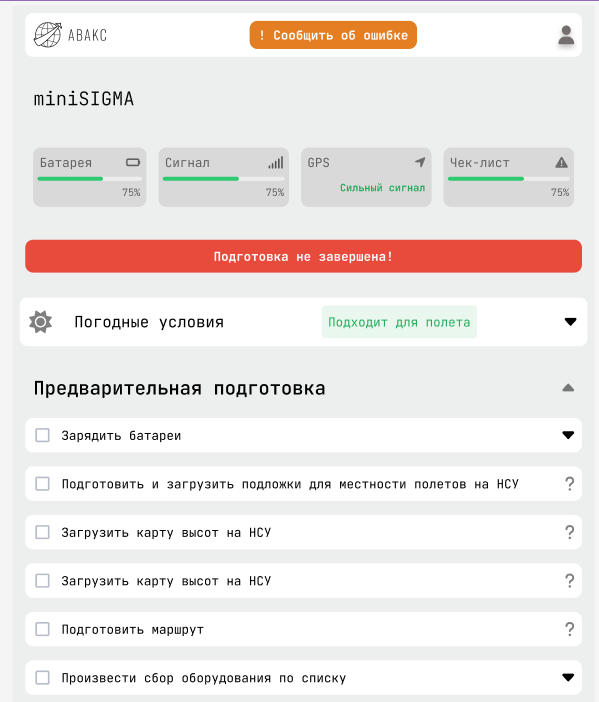 АВАКС
! Сообщить об ошибке
miniSIGMA
Батарея
75%
Сигнал
75%
GPS
Сильный сигнал
Чек-лист
75%
Подготовка не завершена!
Погодные условия
Подходит для полета
Предварительная подготовка
Зарядить батареи
Подготовить и загрузить подложки для местности полетов на НСУ
?
Загрузить карту высот на НСУ
?
Загрузить карту высот на НСУ
?
Подготовить маршрут
?
Произвести сбор оборудования по списку